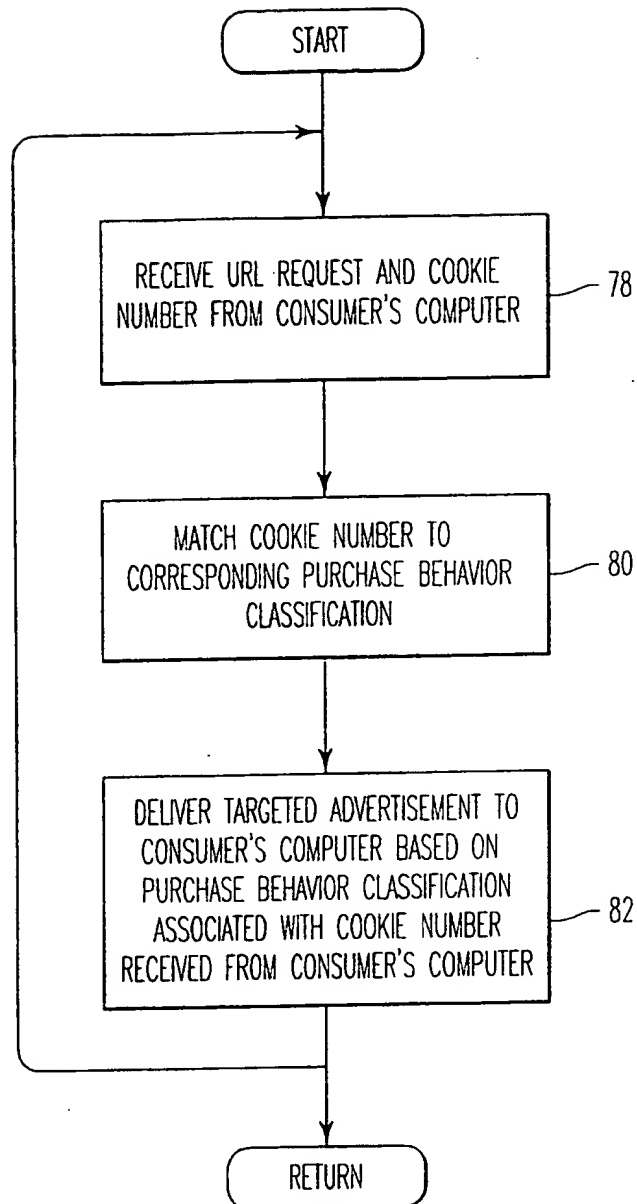 START
RECEIVE URL REQUEST AND COOKIE
NUMBER FROM CONSUMER'S COMPUTER
78
MATCH COOKIE NUMBER TO
CORRESPONDING PURCHASE BEHAVIOR
CLASSIFICATION
80
DELIVER TARGETED ADVERTISEMENT TO
CONSUMER'S COMPUTER BASED ON
PURCHASE BEHAVIOR CLASSIFICATION
ASSOCIATED WITH COOKIE NUMBER
RECEIVED FROM CONSUMER'S COMPUTER
82
RETURN